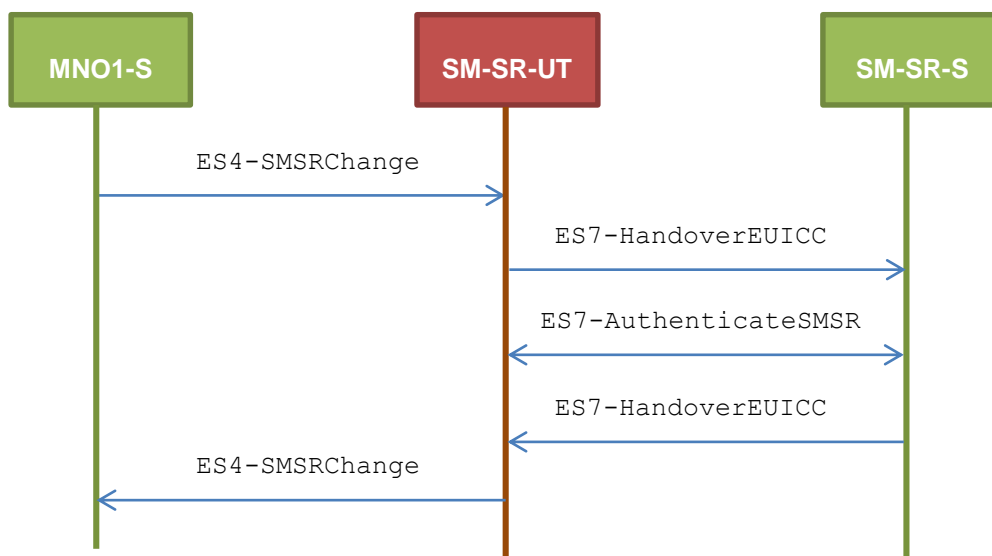 MNO1-S
SM-SR-UT
SM-SR-S
ES4-SMSRChange
ES7-HandoverEUICC
ES7-AuthenticateSMSR
ES7-HandoverEUICC
ES4-SMSRChange